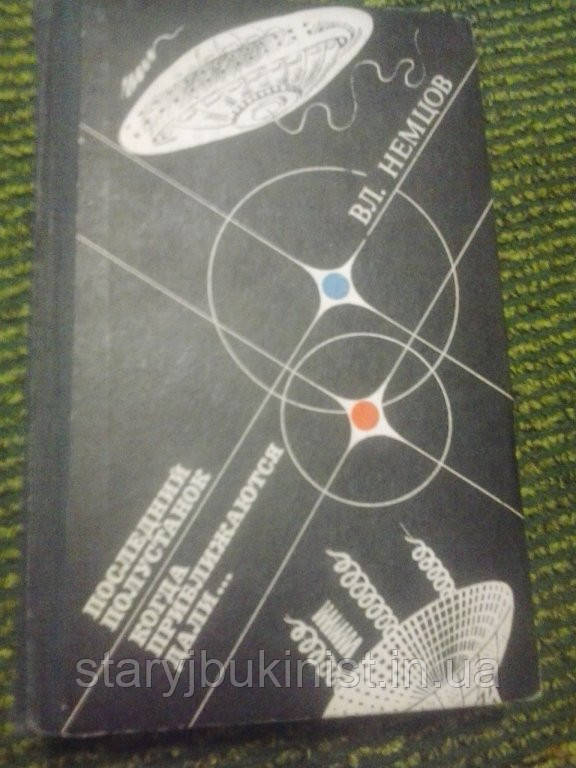 ВЛ. НЕМЦОВ
ПОСЛЕДНИЙ
ПОЛУСТАНОК
КОГДА
ПРИБЛИЖАЮТСЯ
ДАЛИ...
staryjbukinist.in.ua